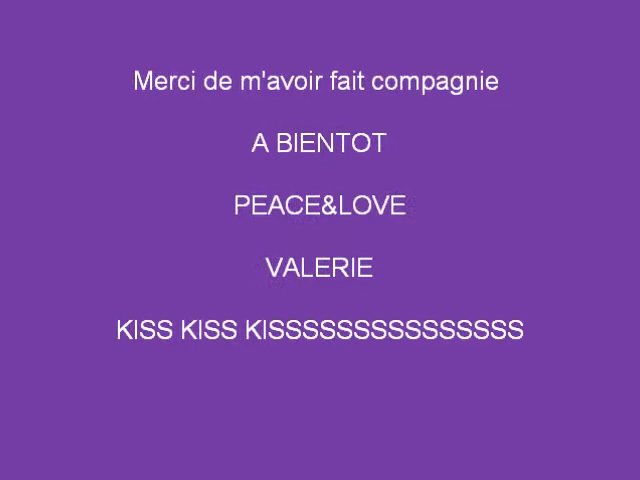 Merci de m'avoir fait compagnie
A BIENTOT
PEACE&LOVE
VALERIE
KISS KISS KISSSSSSSSSSSSSSS